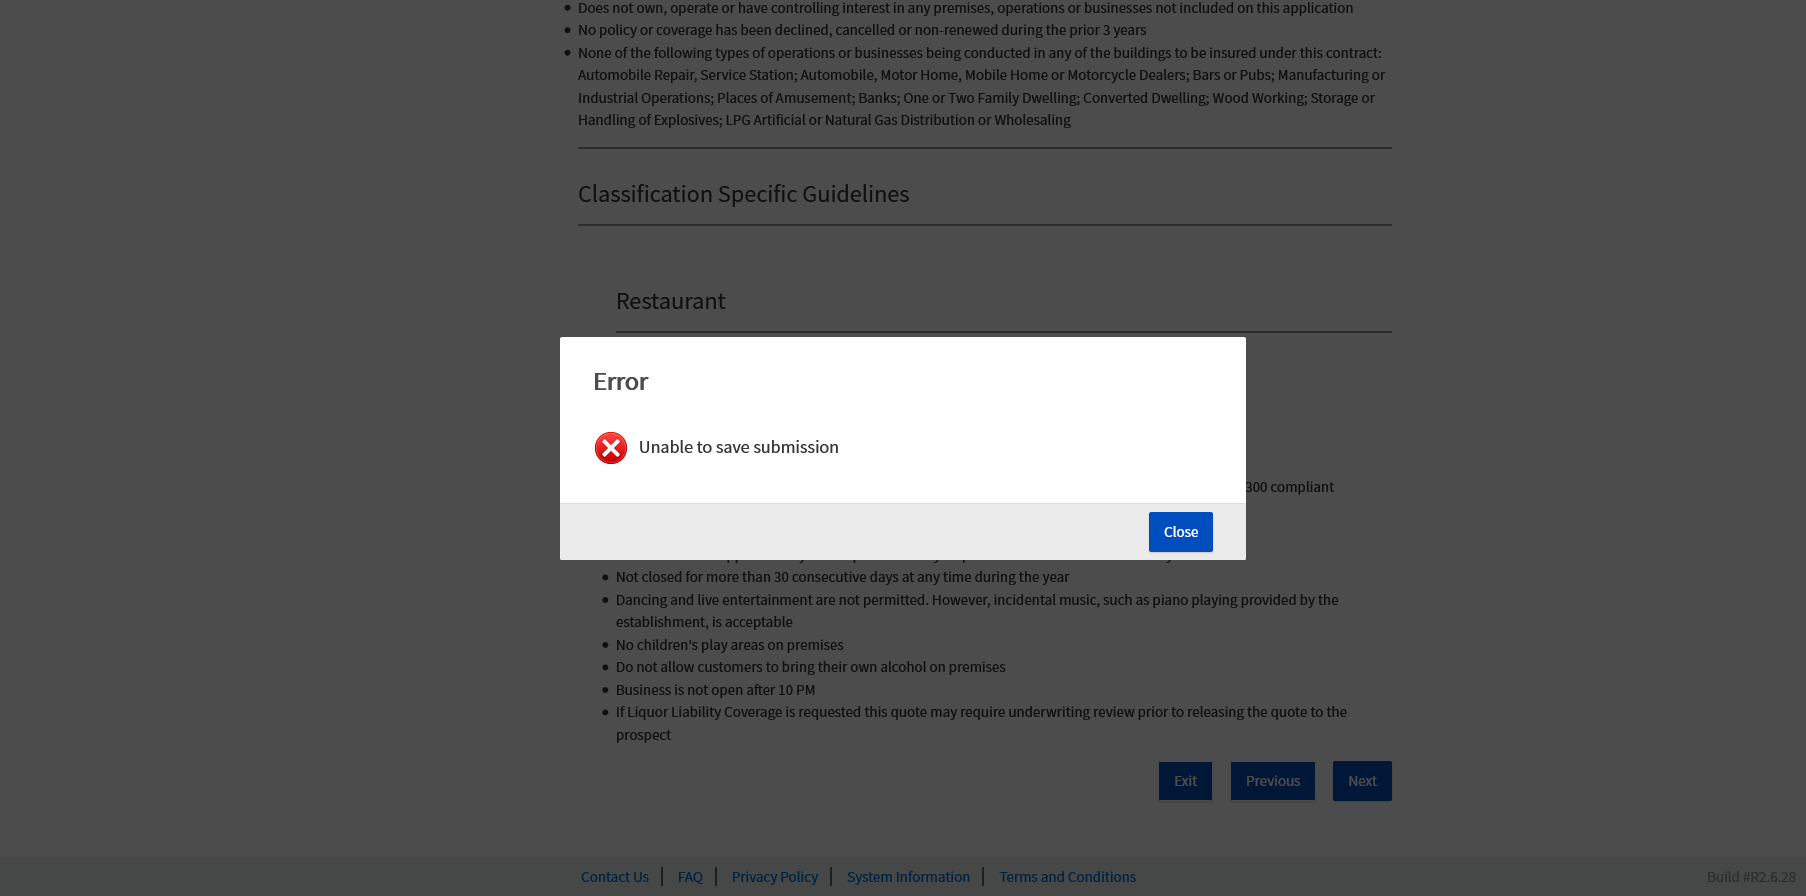 Does not own, operate or have controlling interest in any premises, operations or businesses not included on this application
No policy or coverage has been declined, cancelled or non-renewed during the prior 3 years
None of the following types of operations or businesses being conducted in any of the buildings to be insured under this contract:
Automobile Repair, Service Station; Automobile, Motor Home, Mobile Home or Motorcycle Dealers; Bars or Pubs; Manufacturing or
Industrial Operations; Places of Amusement; Banks; One or Two Family Dwelling; Converted Dwelling; Wood Working; Storage or
Handling of Explosives; LPG Artificial or Natural Gas Distribution or Wholesaling
Classification Specific Guidelines
Restaurant
Error
Unable to save submission
300 compliant
Close
Not closed for more than 30 consecutive days at any time during the year
Dancing and live entertainment are not permitted. However, incidental music, such as piano playing provided by the
establishment, is acceptable
No children's play areas on premises
Do not allow customers to bring their own alcohol on premises
Business is not open after 10 PM
If Liquor Liability Coverage is requested this quote may require underwriting review prior to releasing the quote to the
prospect
Exit Previous Next
Contact Us FAQ Privacy Policy System Information Terms and Conditions Build #R2.6.28